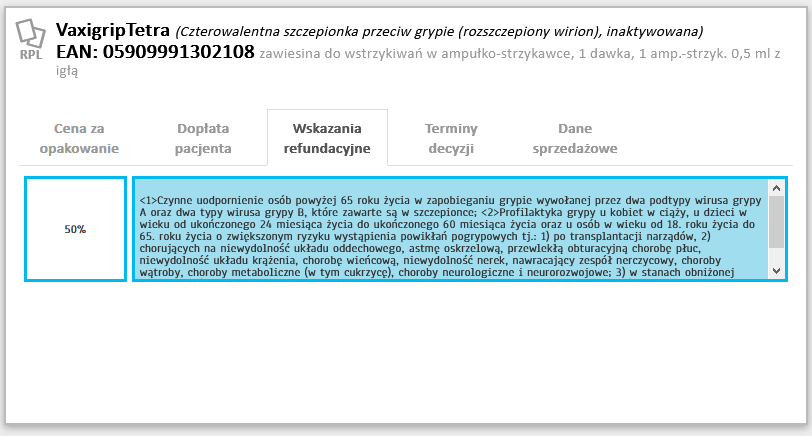 VaxigripTetra (Czterowalentna szczepionka przeciw grypie (rozszczepiony wirion), inaktywowana)
RPL
EAN: 05909991302108 zawiesina do wstrzykiwań w ampułko-strzykawce, 1 dawka, 1 amp.-strzyk. 0,5 ml z
igłą
Cena za
opakowanie
Dopłata
pacjenta
Wskazania
refundacyjne
Terminy
decyzji
Dane
sprzedażowe
50%
<1>Czynne uodpornienie osób powyżej 65 roku życia w zapobieganiu grypie wywołanej przez dwa podtypy wirusa grypy
A oraz dwa typy wirusa grypy B, które zawarte są w szczepionce; <2>Profilaktyka grypy u kobiet w ciąży, u dzieci w
wieku od ukończonego 24 miesiąca życia do ukończonego 60 miesiąca życia oraz u osób w wieku od 18. roku życia do
65. roku życia o zwiększonym ryzyku wystąpienia powikłań pogrypowych tj.: 1) po transplantacji narządów, 2)
chorujących na niewydolność układu oddechowego, astmę oskrzelową, przewlekłą obturacyjną chorobę płuc,
niewydolność układu krążenia, chorobę wieńcową, niewydolność nerek, nawracający zespół nerczycowy, choroby
wątroby, choroby metaboliczne (w tym cukrzycę), choroby neurologiczne i neurorozwojowe; 3) w stanach obniżonej